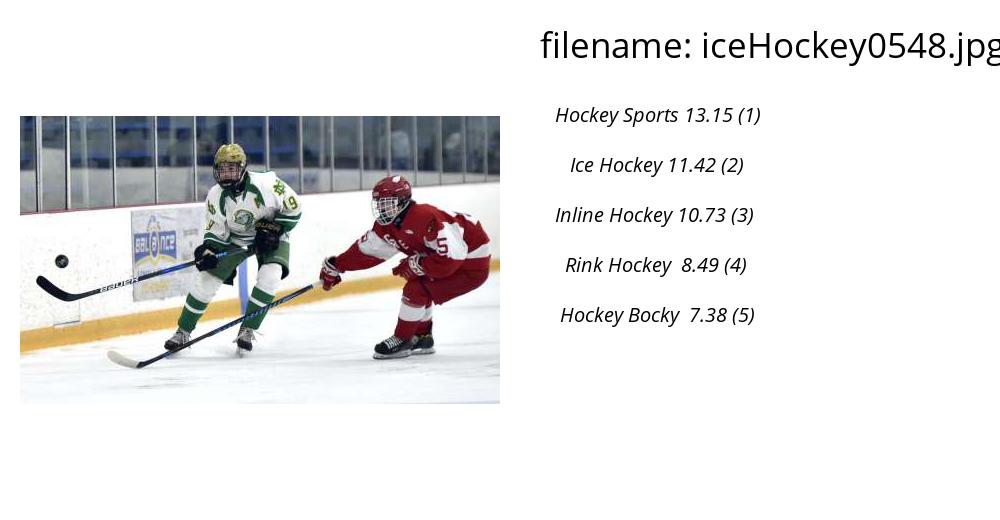 filename: iceHockey0548.jpg
Hockey Sports 13.15 (1)
Ice Hockey 11.42 (2)
Inline Hockey 10.73 (3)
Rink Hockey  8.49 (4)
Hockey Bocky  7.38 (5)
19
BALANCE
BAUER
5